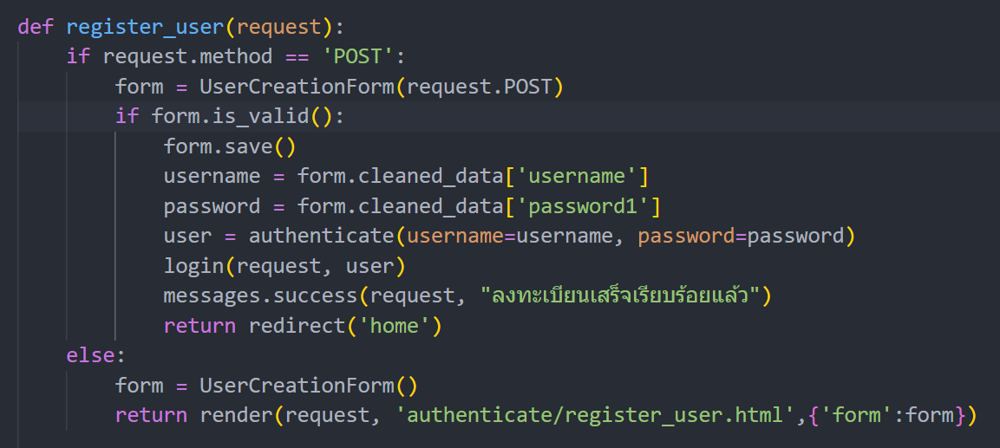 def register_user(request):
    if request.method == 'POST':
        form = UserCreationForm(request.POST)
        if form.is_valid():
            form.save()
            username = form.cleaned_data['username']
            password = form.cleaned_data['password1']
            user = authenticate(username=username, password=password)
            login(request, user)
            messages.success(request, "ลงทะเบียนเสร็จเรียบร้อยแล้ว")
            return redirect('home')
    else:
        form = UserCreationForm()
        return render(request, 'authenticate/register_user.html',{'form':form})